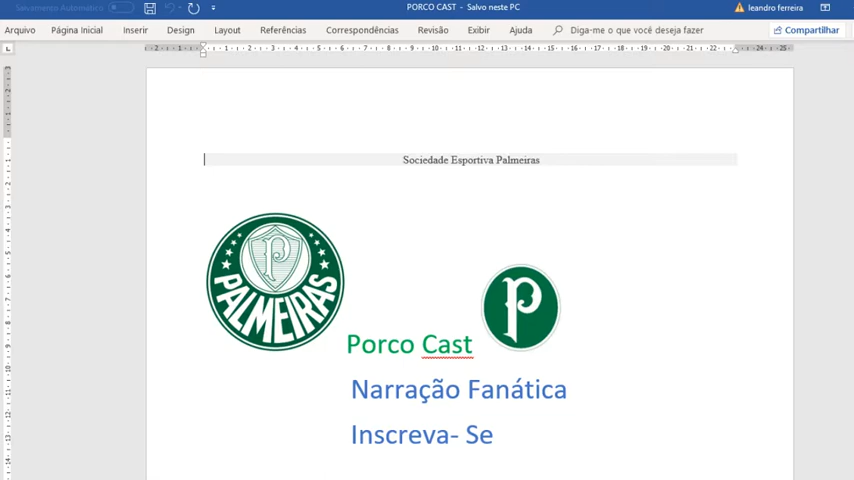 Salvamento Automático
PORCO CAST - Salvo neste PC
leandro ferreira
Arquivo Página Inicial Inserir Design Layout Referências Correspondências Revisão Exibir Ajuda Diga-me o que você deseja fazer Compartilhar
Sociedade Esportiva Palmeiras
P
PALMEIRAS
P
Porco Cast
Narração Fanática
Inscreva- Se